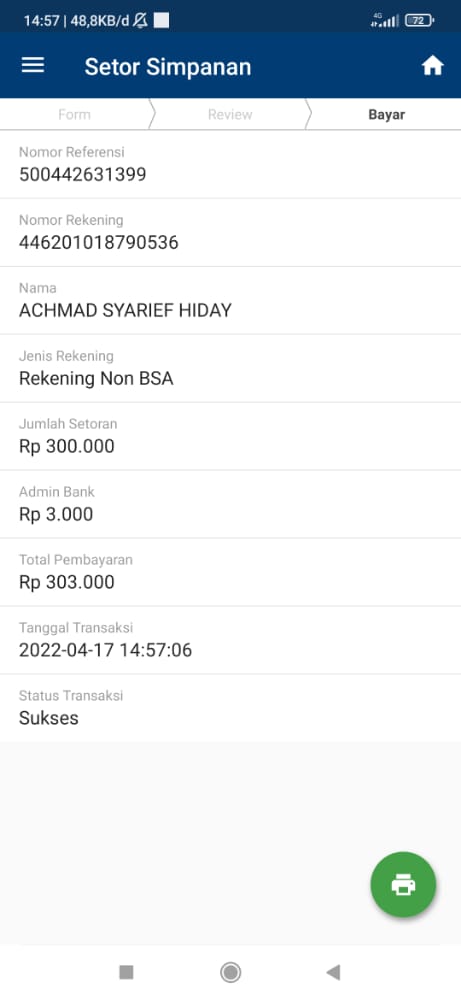 14:57 | 48,8KB/d
4G
72
Setor Simpanan
Form
Review
Bayar
Nomor Referensi
500442631399
Nomor Rekening
446201018790536
Nama
ACHMAD SYARIEF HIDAY
Jenis Rekening
Rekening Non BSA
Jumlah Setoran
Rp 300.000
Admin Bank
Rp 3.000
Total Pembayaran
Rp 303.000
Tanggal Transaksi
2022-04-17 14:57:06
Status Transaksi
Sukses